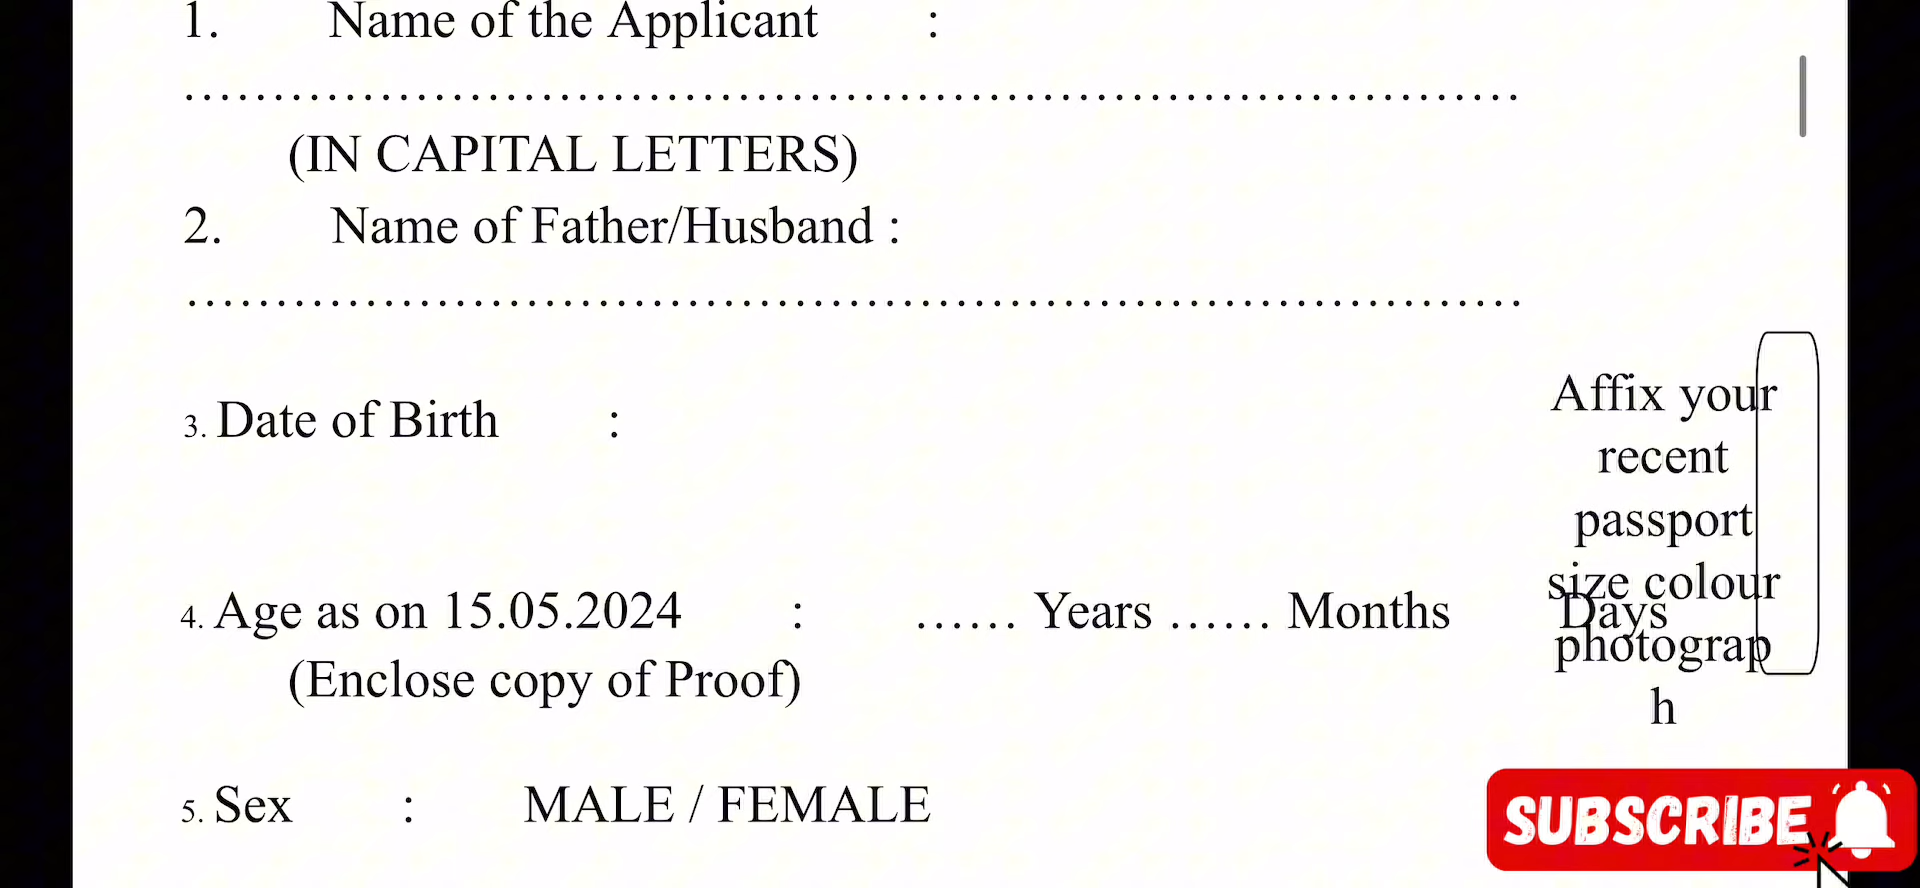 1. Name of the Applicant :
................................................................................
(IN CAPITAL LETTERS)
2. Name of Father/Husband :
................................................................................
3. Date of Birth :
Affix your
recent
passport
size colour
photograp
h
4. Age as on 15.05.2024 : ...... Years ...... Months Days
(Enclose copy of Proof)
5. Sex : MALE / FEMALE
SUBSCRIBE